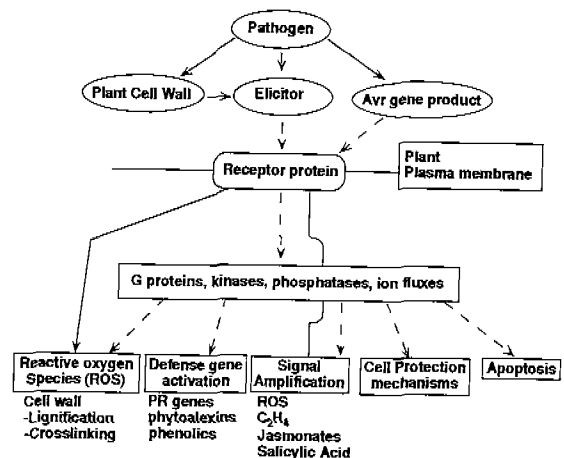 Pathogen
Plant Cell Wall
Elicitor
Avr gene product
Receptor protein
Plant
Plasma membrane
G proteins, kinases, phosphatases, ion fluxes
Reactive oxygen
Species (ROS)
Cell wall
-Lignification
-Crosslinking
Defense gene
activation
PR genes
phytoalexins
phenolics
Signal
Amplification
ROS
C₂H₄
Jasmonates
Salicylic Acid
Cell Protection
mechanisms
Apoptosis